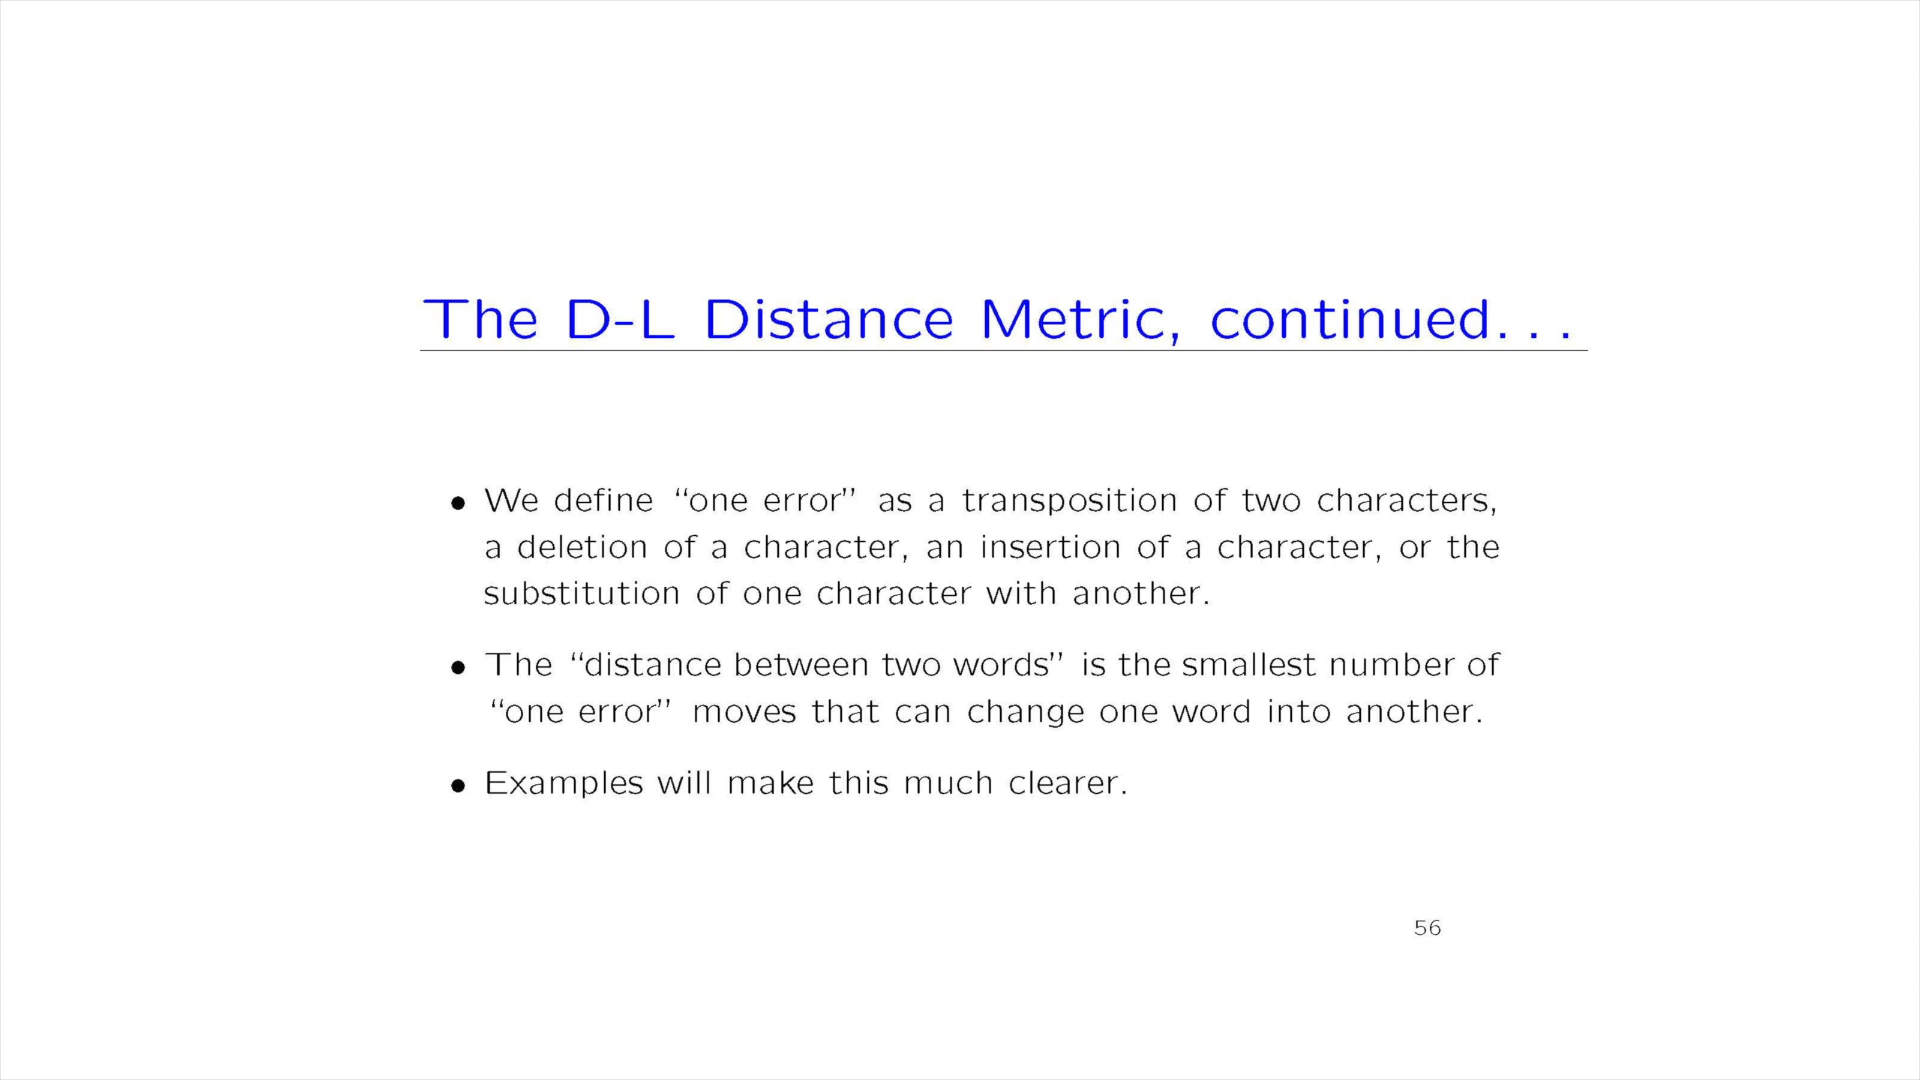 The D-L Distance Metric, continued. . .
• We define “one error” as a transposition of two characters,
a deletion of a character, an insertion of a character, or the
substitution of one character with another.
• The “distance between two words” is the smallest number of
“one error” moves that can change one word into another.
• Examples will make this much clearer.
56